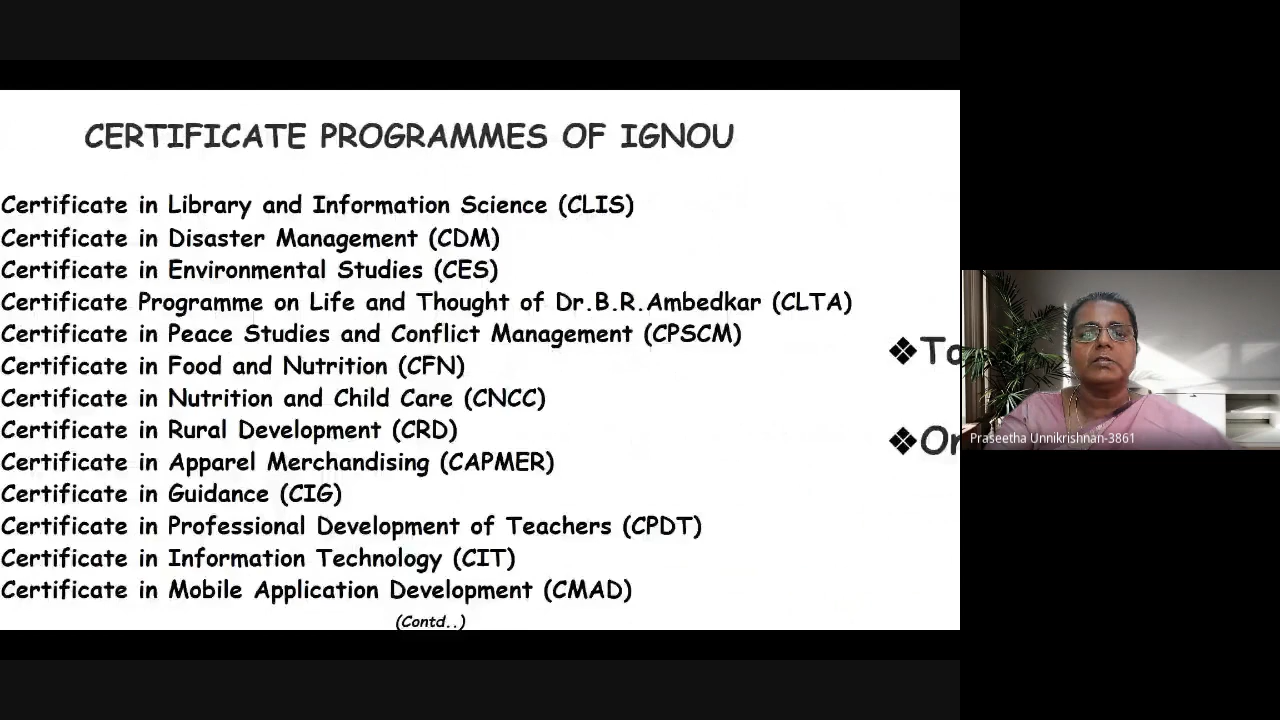 CERTIFICATE PROGRAMMES OF IGNOU
Certificate in Library and Information Science (CLIS)
Certificate in Disaster Management (CDM)
Certificate in Environmental Studies (CES)
Certificate Programme on Life and Thought of Dr.B.R.Ambedkar (CLTA)
Certificate in Peace Studies and Conflict Management (CPSCM)
Certificate in Food and Nutrition (CFN)
Certificate in Nutrition and Child Care (CNCC)
Certificate in Rural Development (CRD)
Certificate in Apparel Merchandising (CAPMER)
Certificate in Guidance (CIG)
Certificate in Professional Development of Teachers (CPDT)
Certificate in Information Technology (CIT)
Certificate in Mobile Application Development (CMAD)
(Contd..)
Praseetha Unnikrishnan-3861